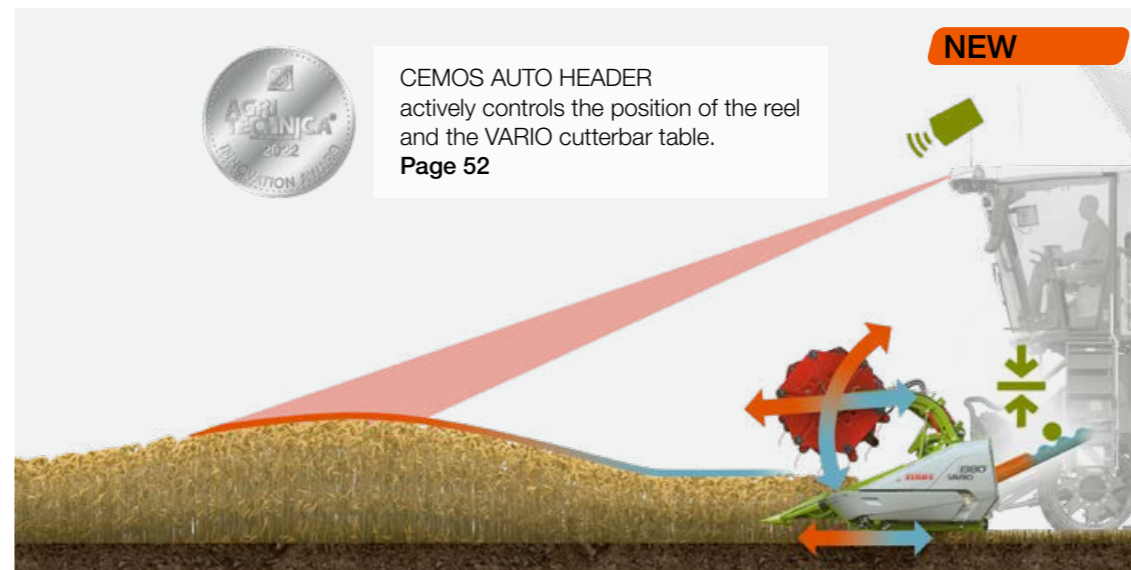 NEW
AGRI
TECHNICA
2022
INNOVATION AWARD
CEMOS AUTO HEADER
actively controls the position of the reel
and the VARIO cutterbar table.
Page 52
CLAAS
VARIO